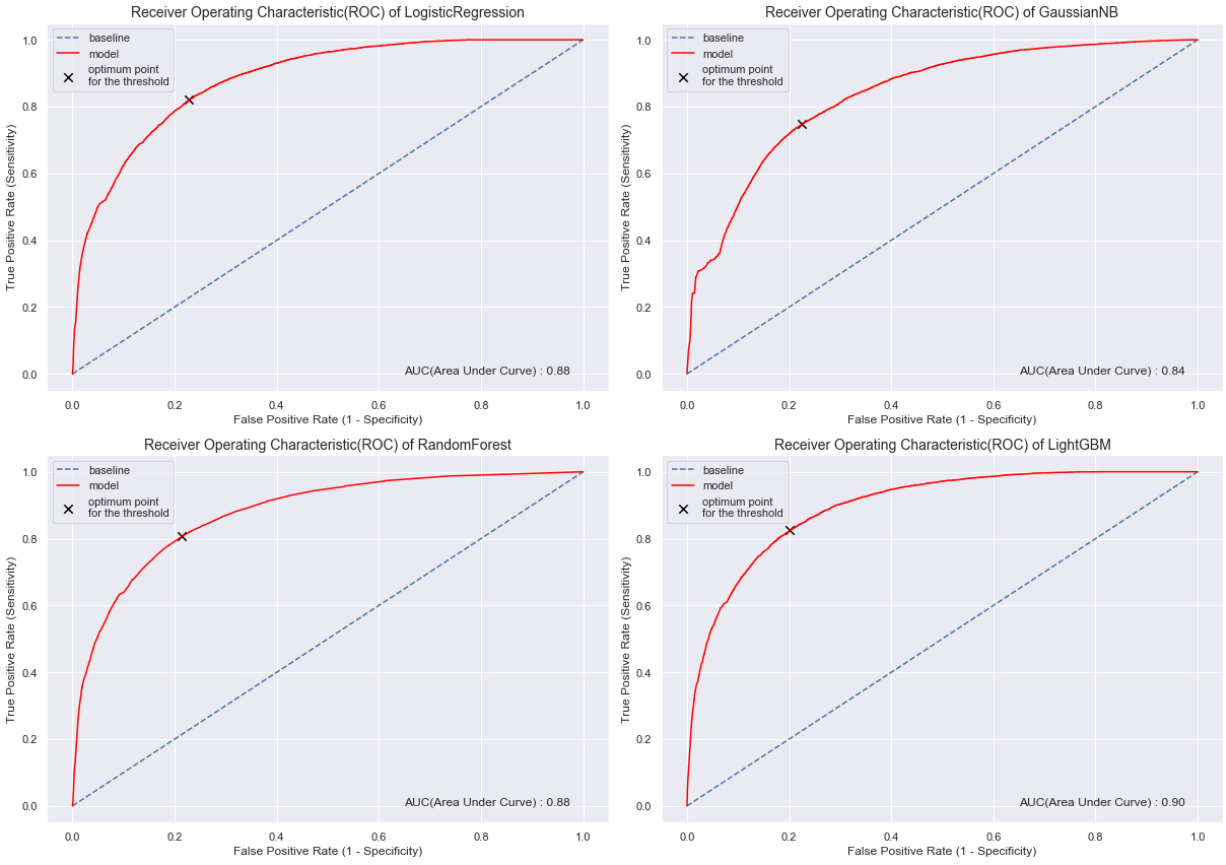 Receiver Operating Characteristic(ROC) of LogisticRegression
baseline
model
optimum point
for the threshold
1.0
0.8
0.6
0.4
0.2
0.0
True Positive Rate (Sensitivity)
AUC(Area Under Curve) : 0.88
0.0 0.2 0.4 0.6 0.8 1.0
False Positive Rate (1 - Specificity)
Receiver Operating Characteristic(ROC) of GaussianNB
baseline
model
optimum point
for the threshold
1.0
0.8
0.6
0.4
0.2
0.0
True Positive Rate (Sensitivity)
AUC(Area Under Curve) : 0.84
0.0 0.2 0.4 0.6 0.8 1.0
False Positive Rate (1 - Specificity)
Receiver Operating Characteristic(ROC) of RandomForest
baseline
model
optimum point
for the threshold
1.0
0.8
0.6
0.4
0.2
0.0
True Positive Rate (Sensitivity)
AUC(Area Under Curve) : 0.88
0.0 0.2 0.4 0.6 0.8 1.0
False Positive Rate (1 - Specificity)
Receiver Operating Characteristic(ROC) of LightGBM
baseline
model
optimum point
for the threshold
1.0
0.8
0.6
0.4
0.2
0.0
True Positive Rate (Sensitivity)
AUC(Area Under Curve) : 0.90
0.0 0.2 0.4 0.6 0.8 1.0
False Positive Rate (1 - Specificity)